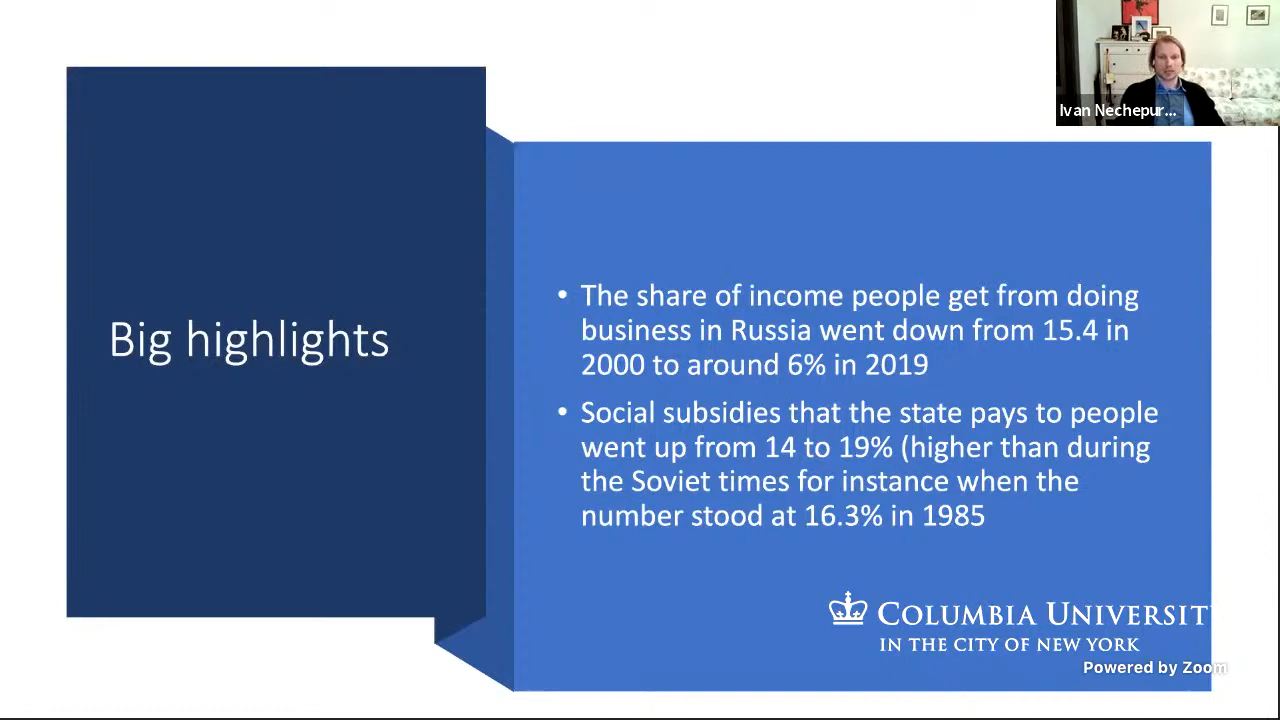 Ivan Nechepur...
Big highlights
• The share of income people get from doing
business in Russia went down from 15.4 in
2000 to around 6% in 2019
• Social subsidies that the state pays to people
went up from 14 to 19% (higher than during
the Soviet times for instance when the
number stood at 16.3% in 1985
COLUMBIA UNIVERSIT
IN THE CITY OF NEW YORK
Powered by Zoom